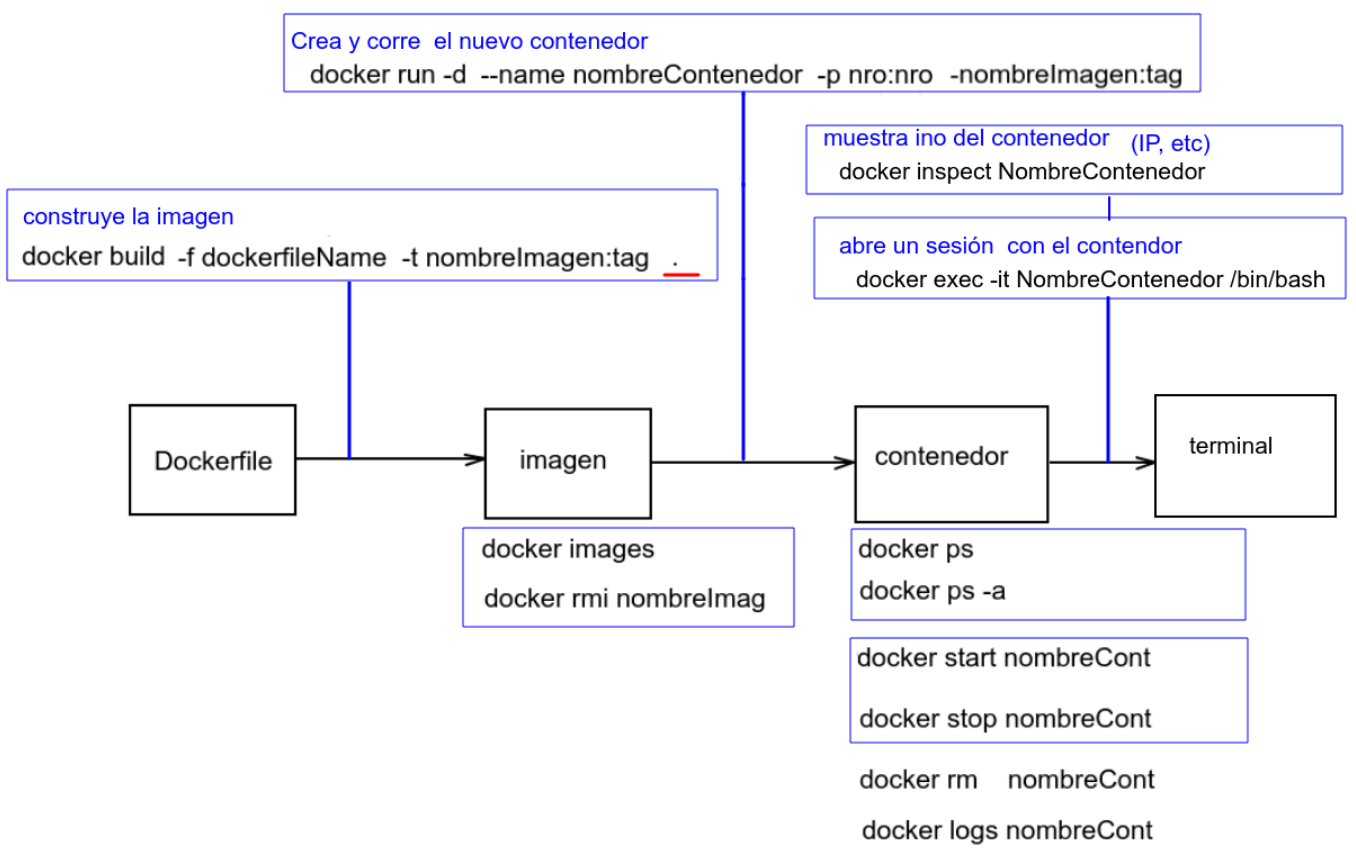 Crea y corre el nuevo contenedor
docker run -d --name nombreContenedor -p nro:nro -nombreImagen:tag
muestra ino del contenedor (IP, etc)
docker inspect NombreContenedor
construye la imagen
docker build -f dockerfileName -t nombreImagen:tag .
abre un sesión con el contendor
docker exec -it NombreContenedor /bin/bash
Dockerfile
imagen
contenedor
terminal
docker images
docker rmi nombreImag
docker ps
docker ps -a
docker start nombreCont
docker stop nombreCont
docker rm nombreCont
docker logs nombreCont